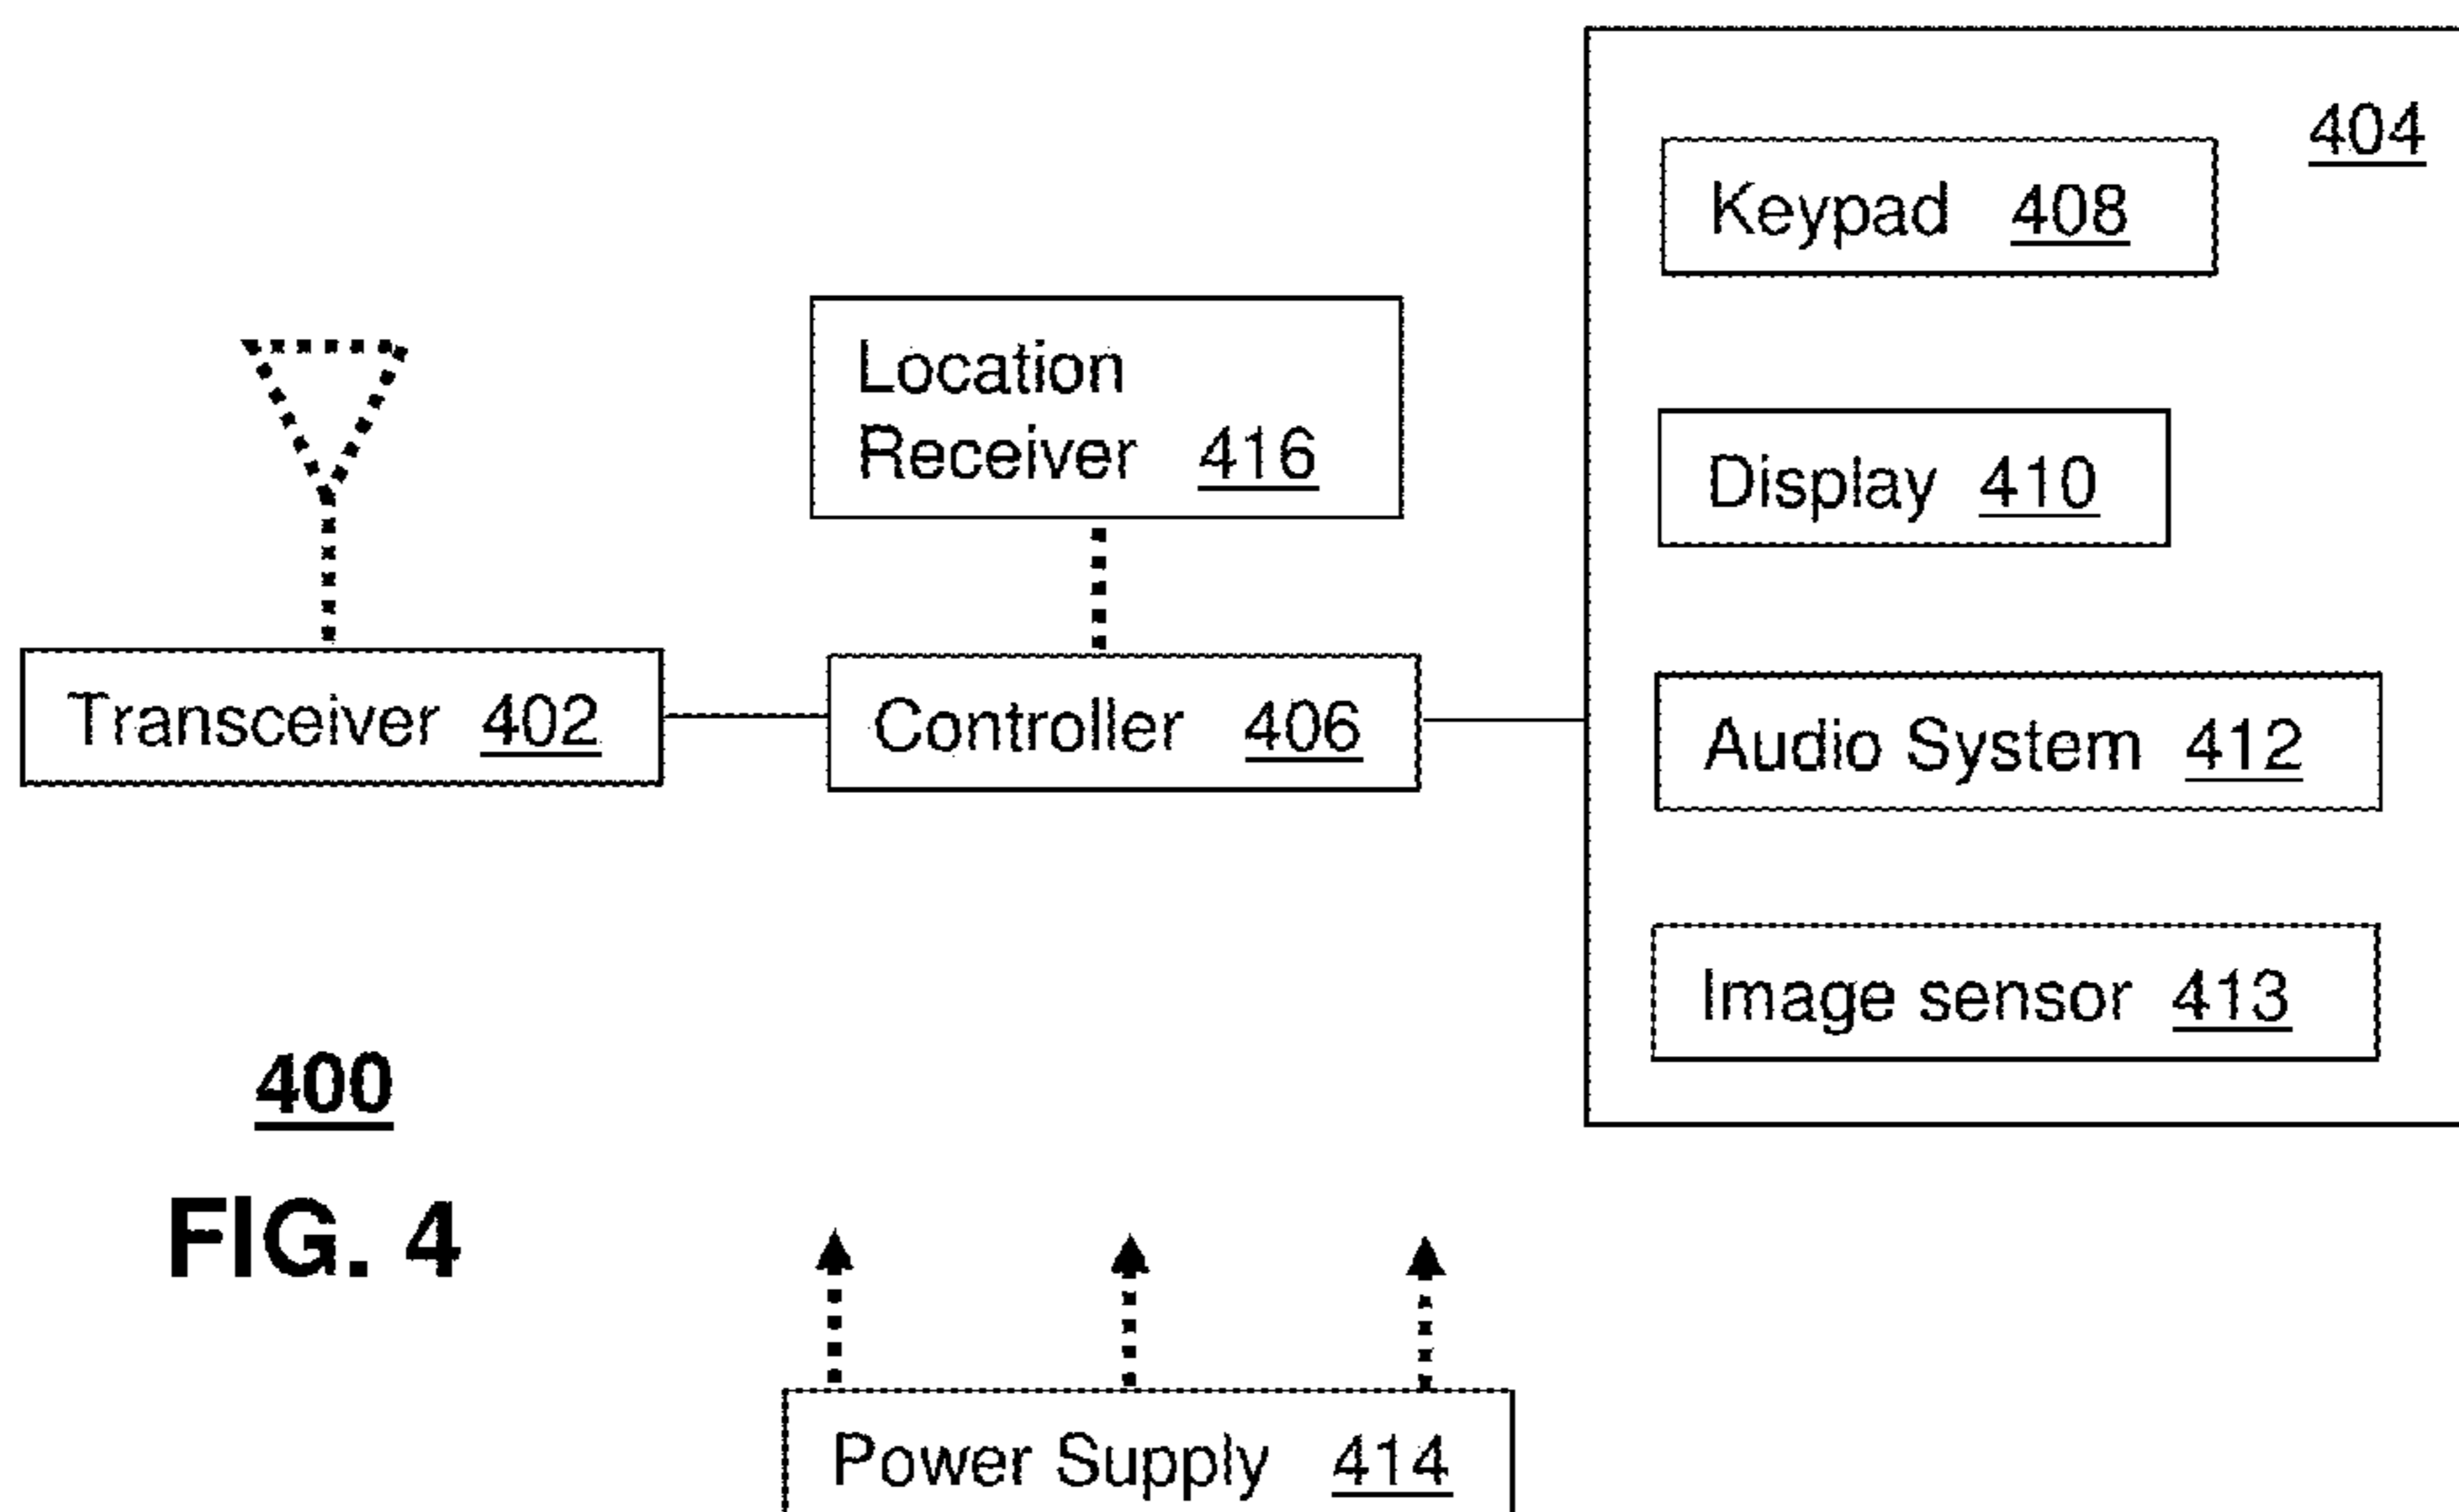 404
Keypad 408
Location
Receiver 416
Display 410
Transceiver 402
Controller 406
Audio System 412
Image sensor 413
400
FIG. 4
Power Supply 414